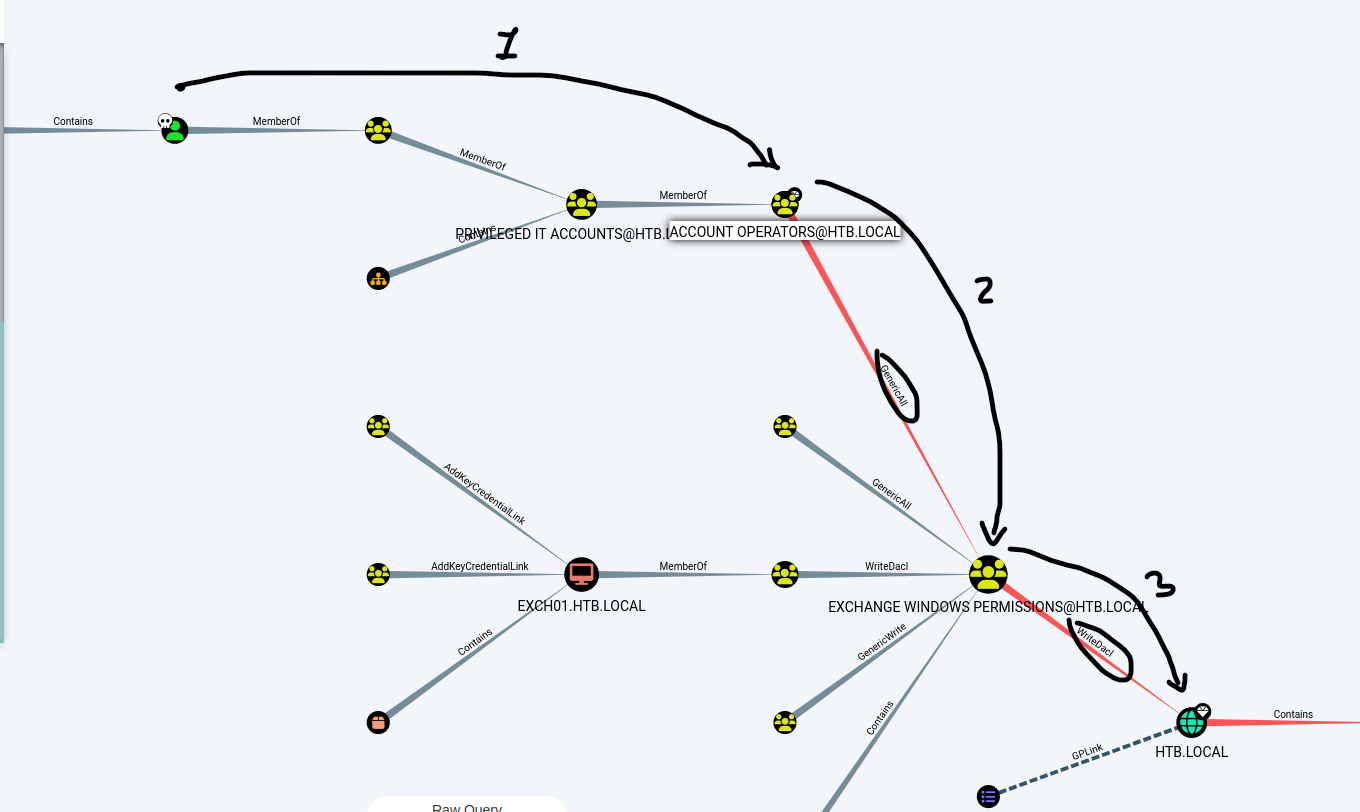 1
Contains
MemberOf
MemberOf
MemberOf
Contains
PRIVILEGED IT ACCOUNTS@HTB.L
ACCOUNT OPERATORS@HTB.LOCAL
2
GenericAll
AddKeyCredentialLink
GenericAll
AddKeyCredentialLink
MemberOf
WriteDacl
3
EXCH01.HTB.LOCAL
EXCHANGE WINDOWS PERMISSIONS@HTB.LOCAL
Contains
GenericWrite
WriteDacl
Contains
Contains
GPLink
HTB.LOCAL
Raw Query